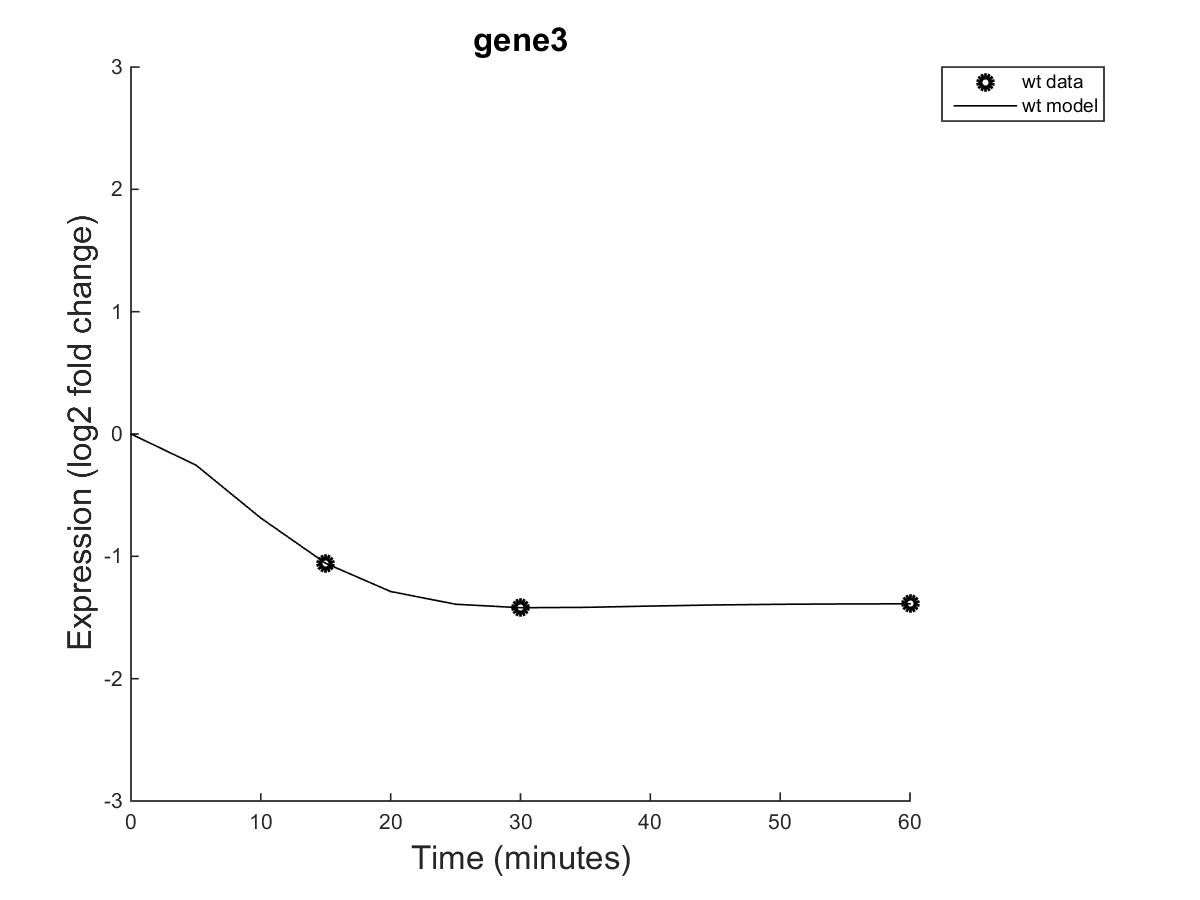 gene3
wt data
wt model
Expression (log2 fold change)
3
2
1
0
-1
-2
-3
0 10 20 30 40 50 60
Time (minutes)